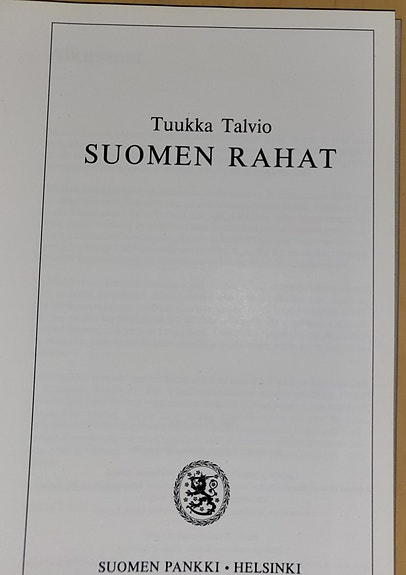 Tuukka Talvio
SUOMEN RAHAT
SUOMEN PANKKI • HELSINKI